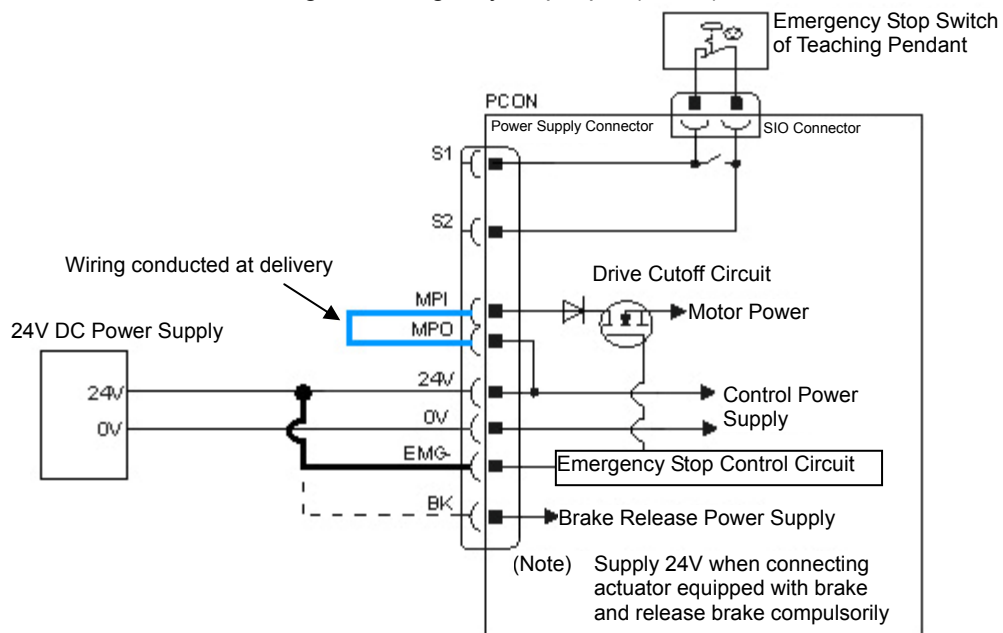 Emergency Stop Switch
of Teaching Pendant
PCON
Power Supply Connector
SIO Connector
S1
S2
Wiring conducted at delivery
Drive Cutoff Circuit
MPI
Motor Power
MPO
24V DC Power Supply
24V
24V
Control Power
Supply
0V
0V
EMG-
Emergency Stop Control Circuit
BK
Brake Release Power Supply
(Note) Supply 24V when connecting
actuator equipped with brake
and release brake compulsorily